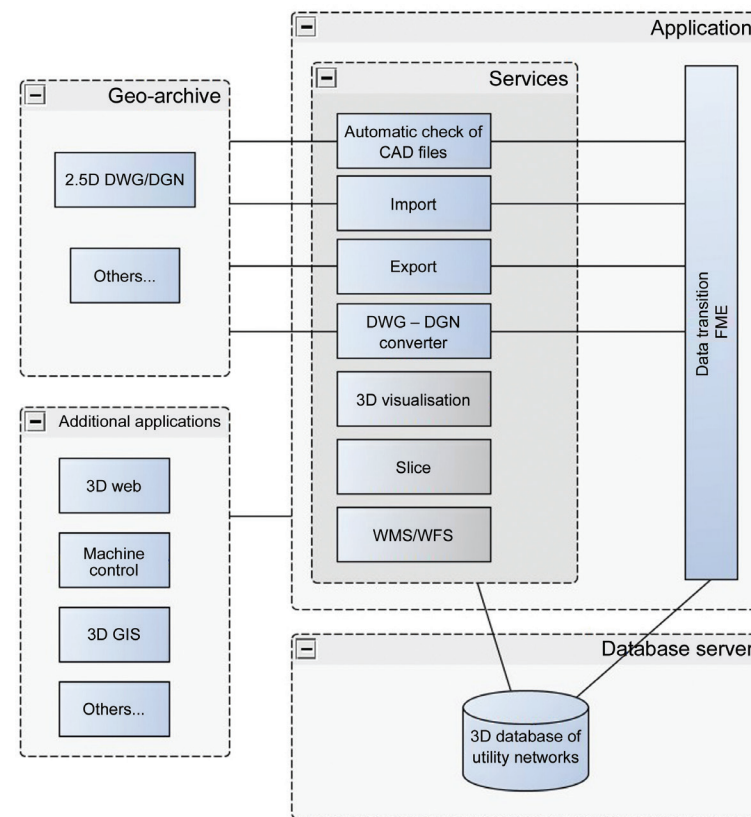 Application
Services
Geo-archive
Automatic check of
CAD files
2.5D DWG/DGN
Import
Others...
Export
DWG – DGN
converter
Data transition
FME
3D visualisation
Additional applications
Slice
3D web
WMS/WFS
Machine
control
3D GIS
Others...
Database server
3D database of
utility networks